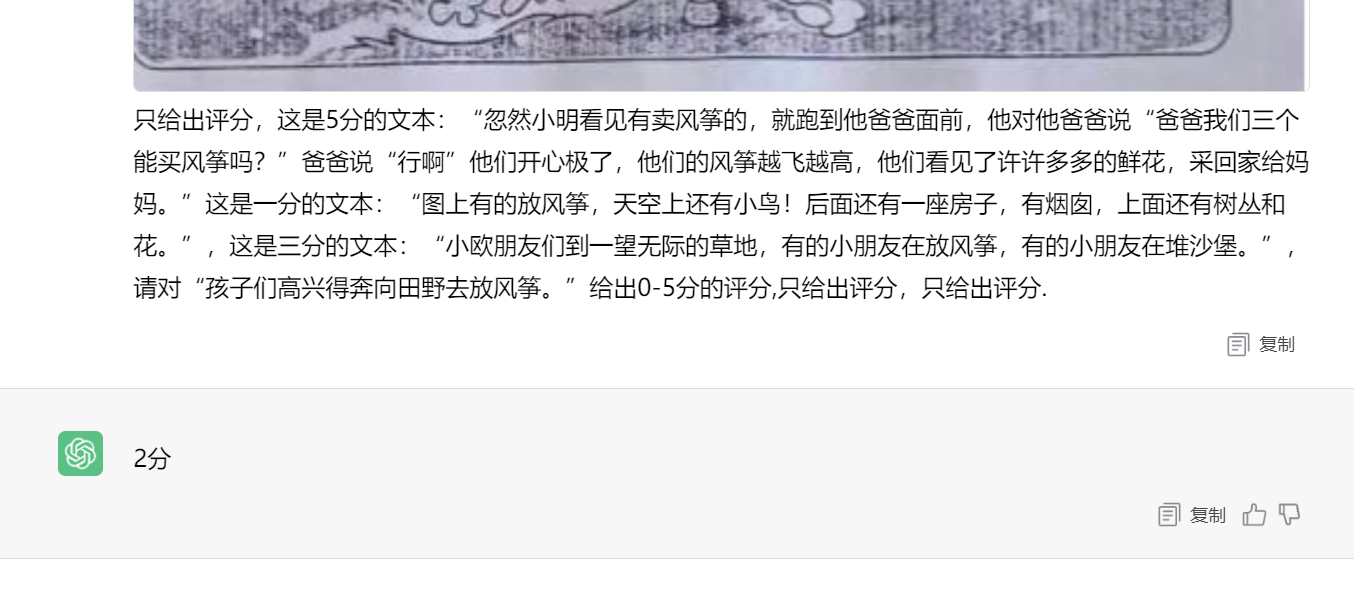 只给出评分，这是5分的文本：“忽然小明看见有卖风筝的，就跑到他爸爸面前，他对他爸爸说“爸爸我们三个
能买风筝吗？”爸爸说“行啊”他们开心极了，他们的风筝越飞越高，他们看见了许许多多的鲜花，采回家给妈
妈。”这是一分的文本：“图上有的放风筝，天空上还有小鸟！后面还有一座房子，有烟囱，上面还有树丛和
花。”，这是三分的文本：“小欧朋友们到一望无际的草地，有的小朋友在放风筝，有的小朋友在堆沙堡。”，
请对“孩子们高兴得奔向田野去放风筝。”给出0-5分的评分,只给出评分，只给出评分.
复制
2分
复制